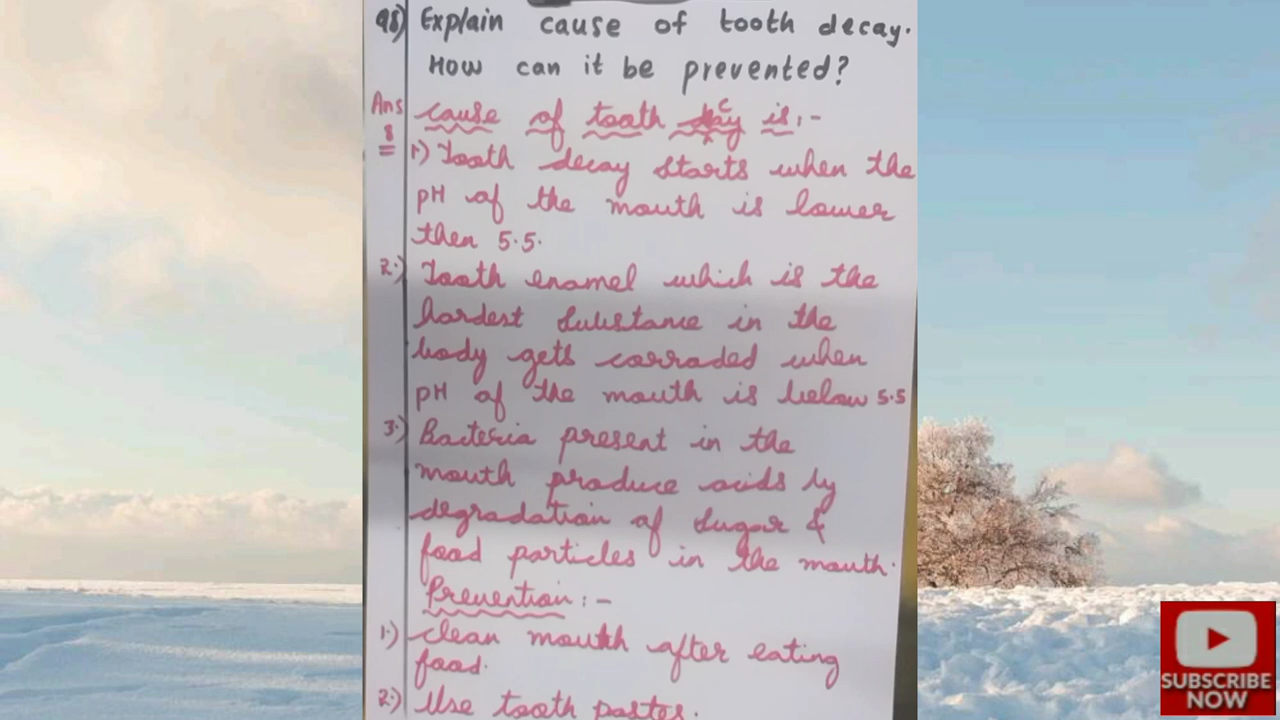 Q8) Explain cause of tooth decay.
How can it be prevented?
Ans 8 cause of tooth decay is:-
1.) Tooth decay starts when the
pH of the mouth is lower
then 5.5.
2.) Tooth enamel which is the
hardest substance in the
body gets corroded when
pH of the mouth is below 5.5
3.) Bacteria present in the
mouth produce acids by
degradation of sugar &
food particles in the mouth.
Prevention:-
1.) clean mouth after eating
food.
2.) Use tooth pastes.
SUBSCRIBE
NOW